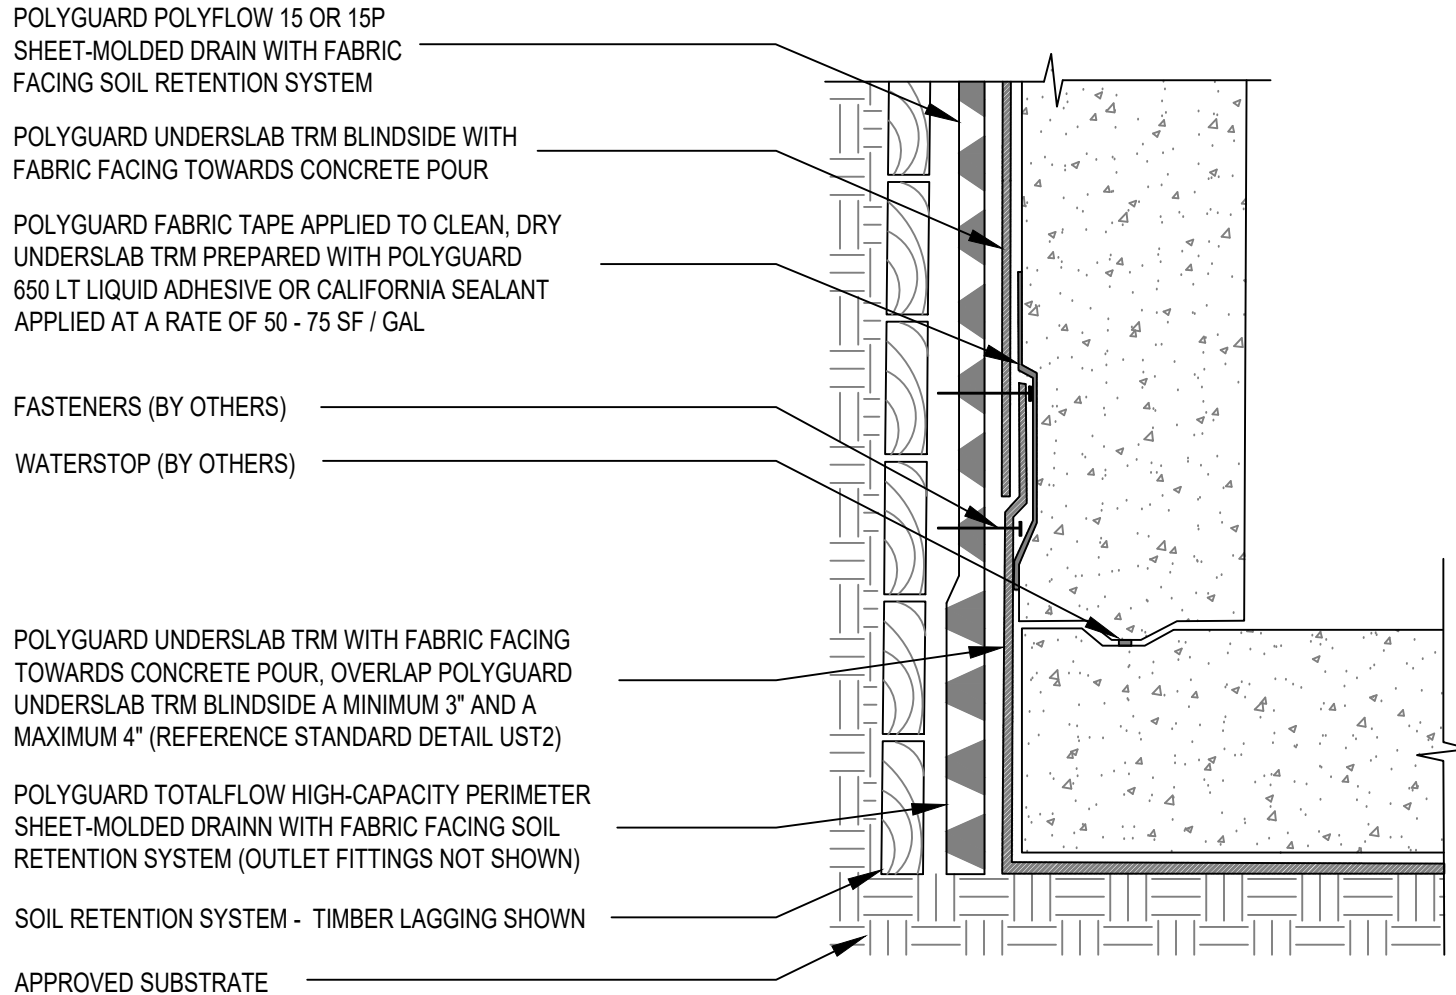 POLYGUARD POLYFLOW 15 OR 15P
SHEET-MOLDED DRAIN WITH FABRIC
FACING SOIL RETENTION SYSTEM
POLYGUARD UNDERSLAB TRM BLINDSIDE WITH
FABRIC FACING TOWARDS CONCRETE POUR
POLYGUARD FABRIC TAPE APPLIED TO CLEAN, DRY
UNDERSLAB TRM PREPARED WITH POLYGUARD
650 LT LIQUID ADHESIVE OR CALIFORNIA SEALANT
APPLIED AT A RATE OF 50 - 75 SF / GAL
FASTENERS (BY OTHERS)
WATERSTOP (BY OTHERS)
POLYGUARD UNDERSLAB TRM WITH FABRIC FACING
TOWARDS CONCRETE POUR, OVERLAP POLYGUARD
UNDERSLAB TRM BLINDSIDE A MINIMUM 3" AND A
MAXIMUM 4" (REFERENCE STANDARD DETAIL UST2)
POLYGUARD TOTALFLOW HIGH-CAPACITY PERIMETER
SHEET-MOLDED DRAINN WITH FABRIC FACING SOIL
RETENTION SYSTEM (OUTLET FITTINGS NOT SHOWN)
SOIL RETENTION SYSTEM - TIMBER LAGGING SHOWN
APPROVED SUBSTRATE